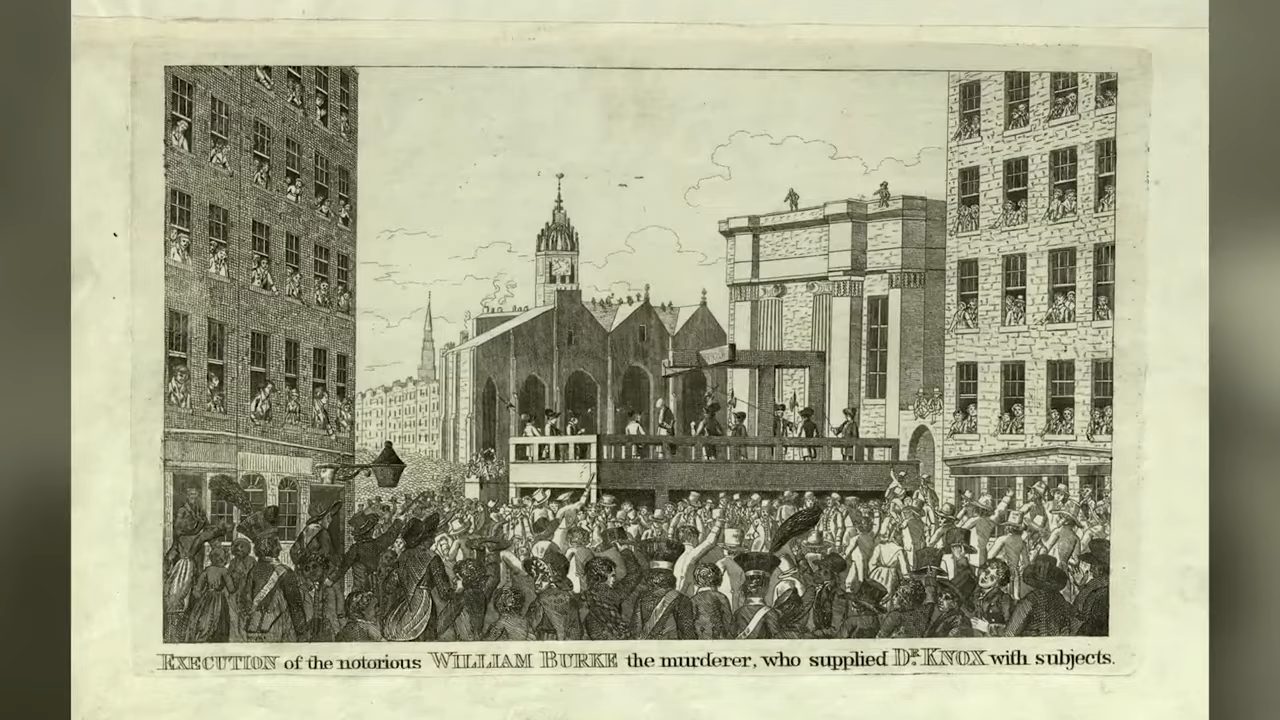 EXECUTION of the notorious WILLIAM BURKE the murderer, who supplied DR. KNOX with subjects.